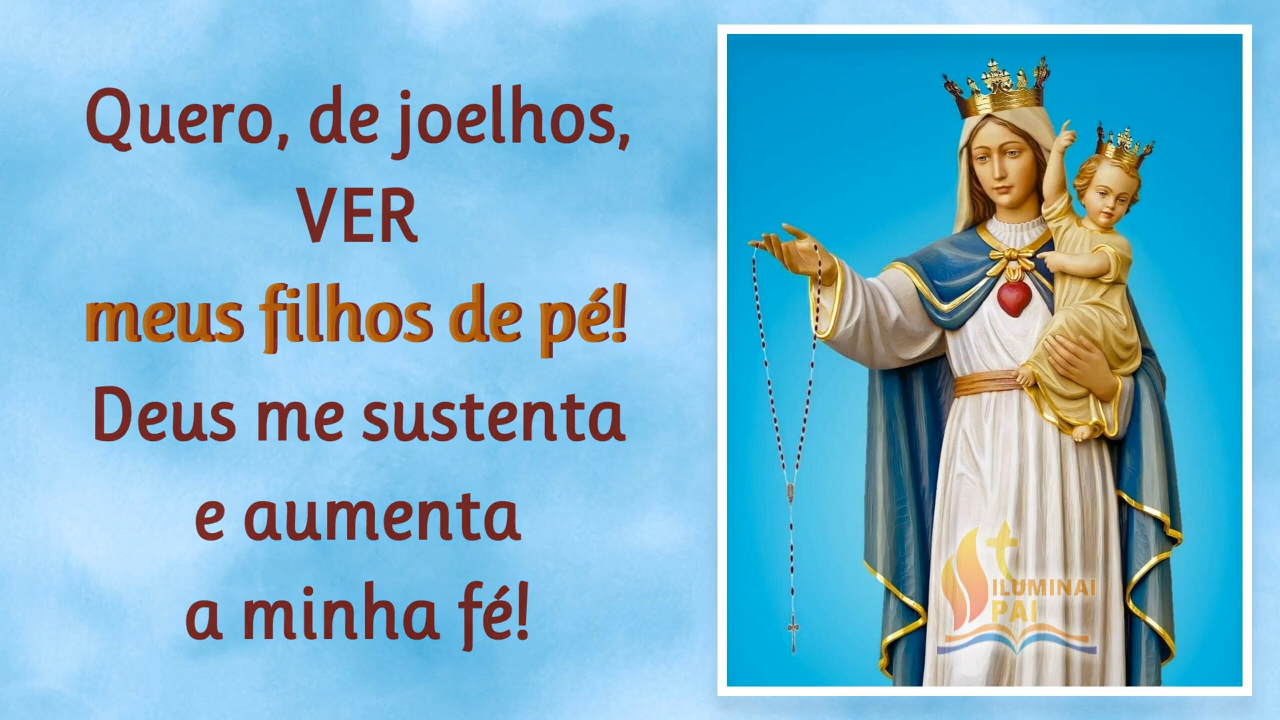 Quero, de joelhos,
VER
meus filhos de pé!
Deus me sustenta
e aumenta
a minha fé!
ILUMINAI
PAI